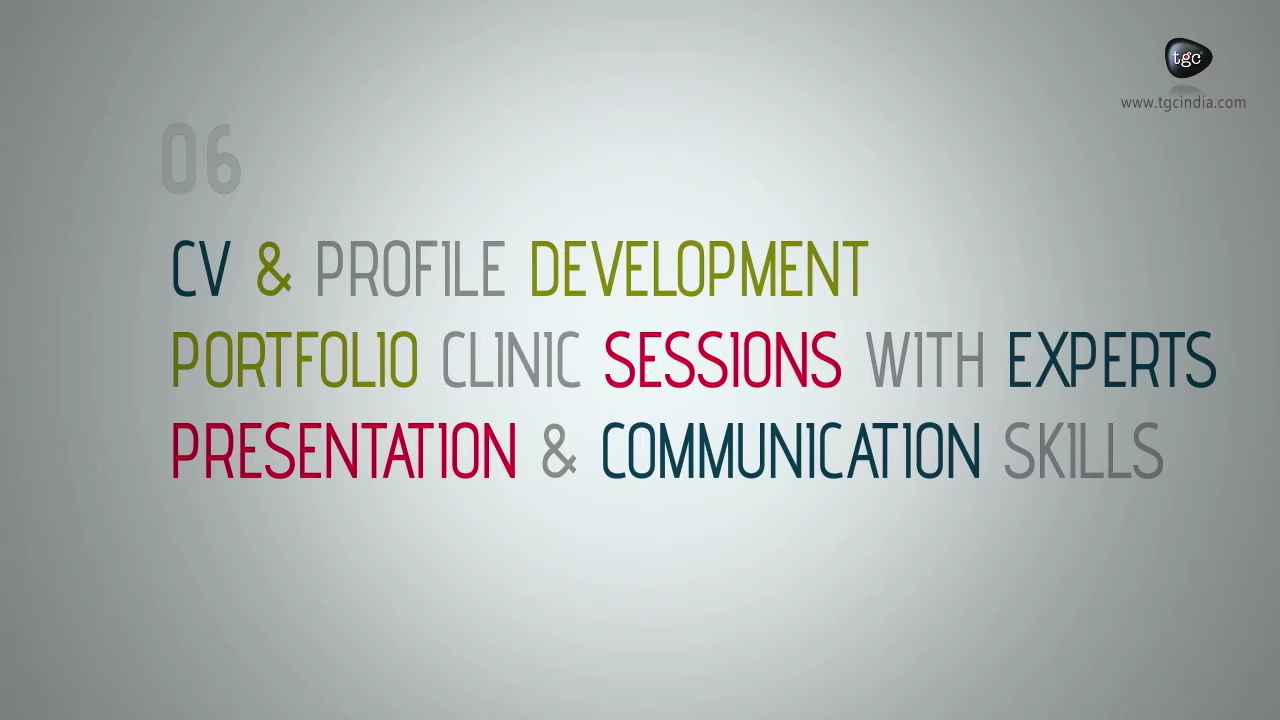 tgc
www.tgcindia.com
06
CV & PROFILE DEVELOPMENT
PORTFOLIO CLINIC SESSIONS WITH EXPERTS
PRESENTATION & COMMUNICATION SKILLS